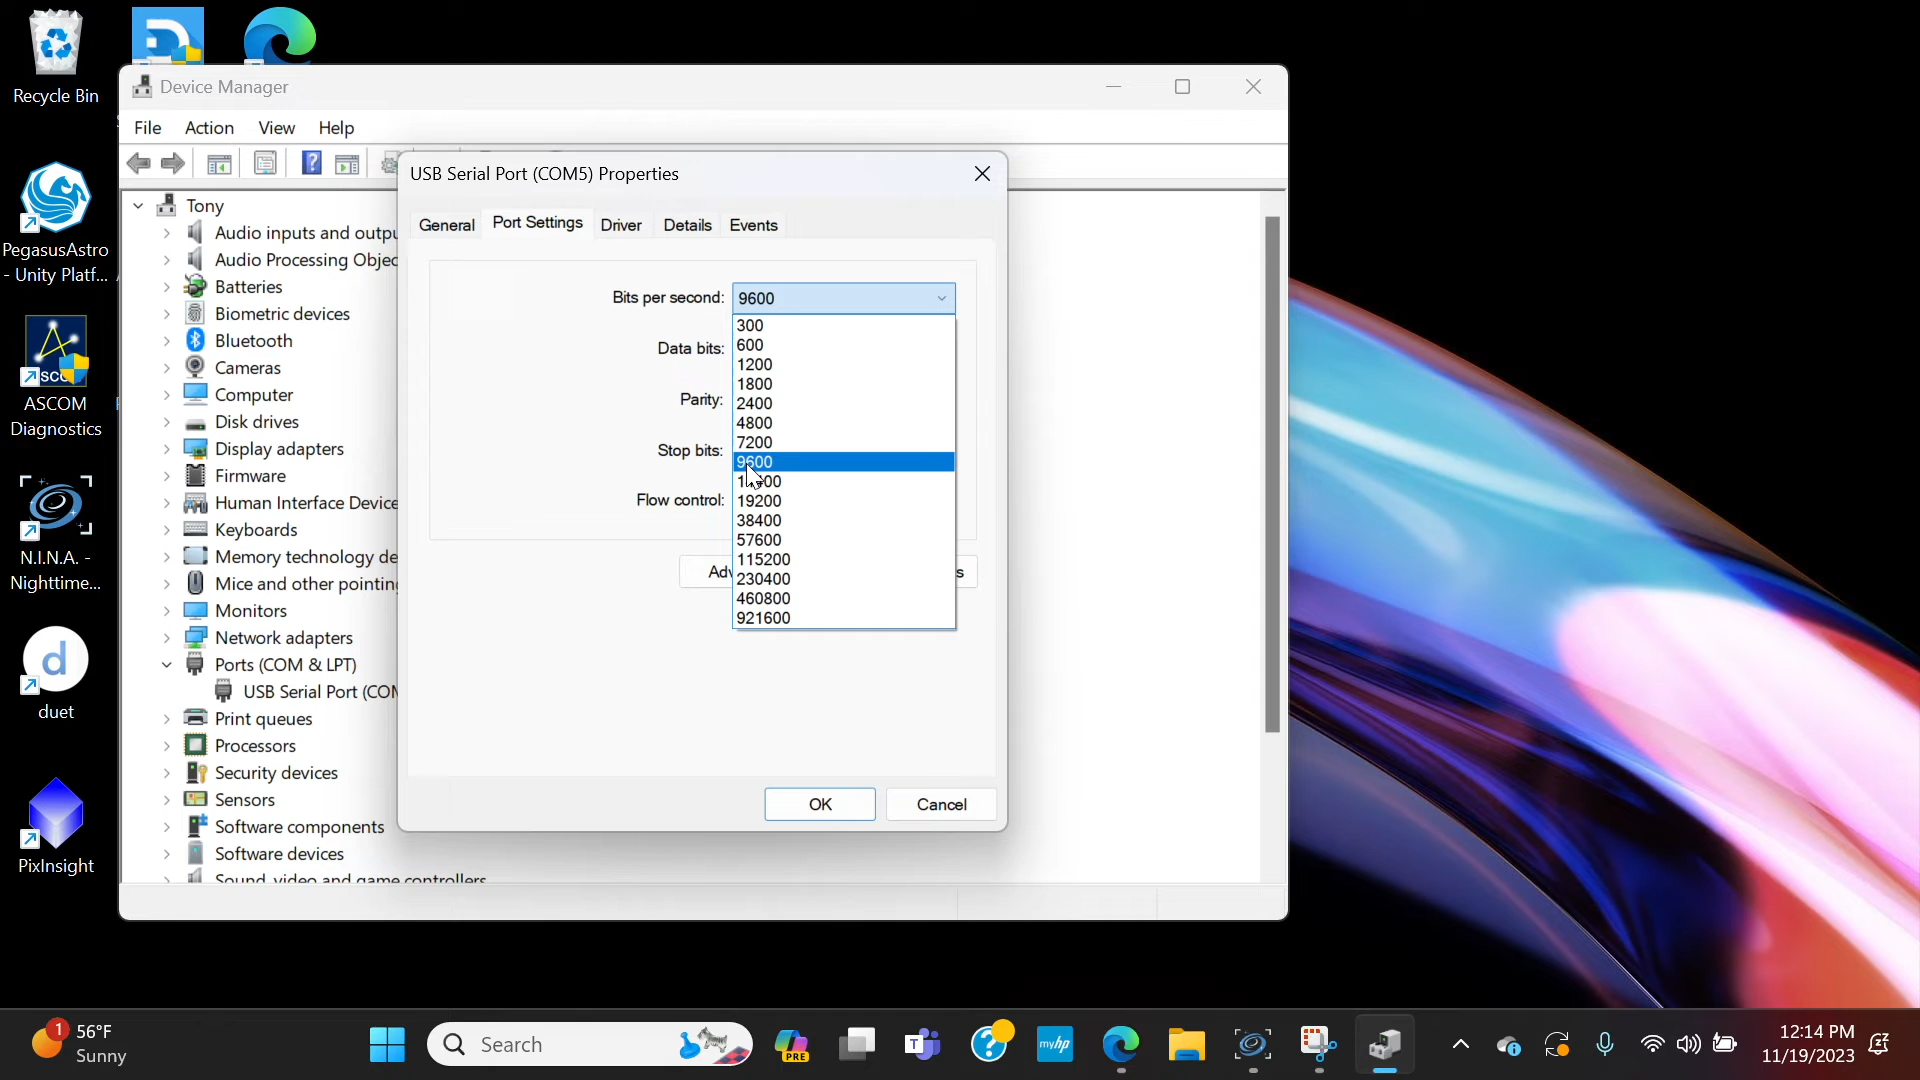 Recycle Bin
PegasusAstro
- Unity Platf...
ASCOM
Diagnostics
N.I.N.A. -
Nighttime...
duet
PixInsight
Device Manager
File Action View Help
Tony
Audio inputs and outpu
Audio Processing Objec
Batteries
Biometric devices
Bluetooth
Cameras
Computer
Disk drives
Display adapters
Firmware
Human Interface Device
Keyboards
Memory technology de
Mice and other pointing
Monitors
Network adapters
Ports (COM & LPT)
USB Serial Port (COM
Print queues
Processors
Security devices
Sensors
Software components
Software devices
Sound, video and game controllers
USB Serial Port (COM5) Properties
General Port Settings Driver Details Events
Bits per second: 9600
Data bits:
Parity:
Stop bits:
Flow control:
300
600
1200
1800
2400
4800
7200
9600
19200
38400
57600
115200
230400
460800
921600
OK Cancel
1 56°F
Sunny
Search
PRE
T
myhp
12:14 PM
11/19/2023